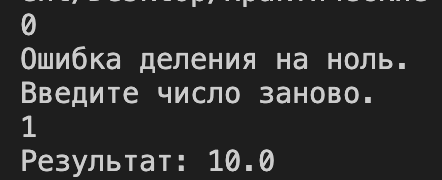 0
Ошибка деления на ноль.
Введите число заново.
1
Результат: 10.0